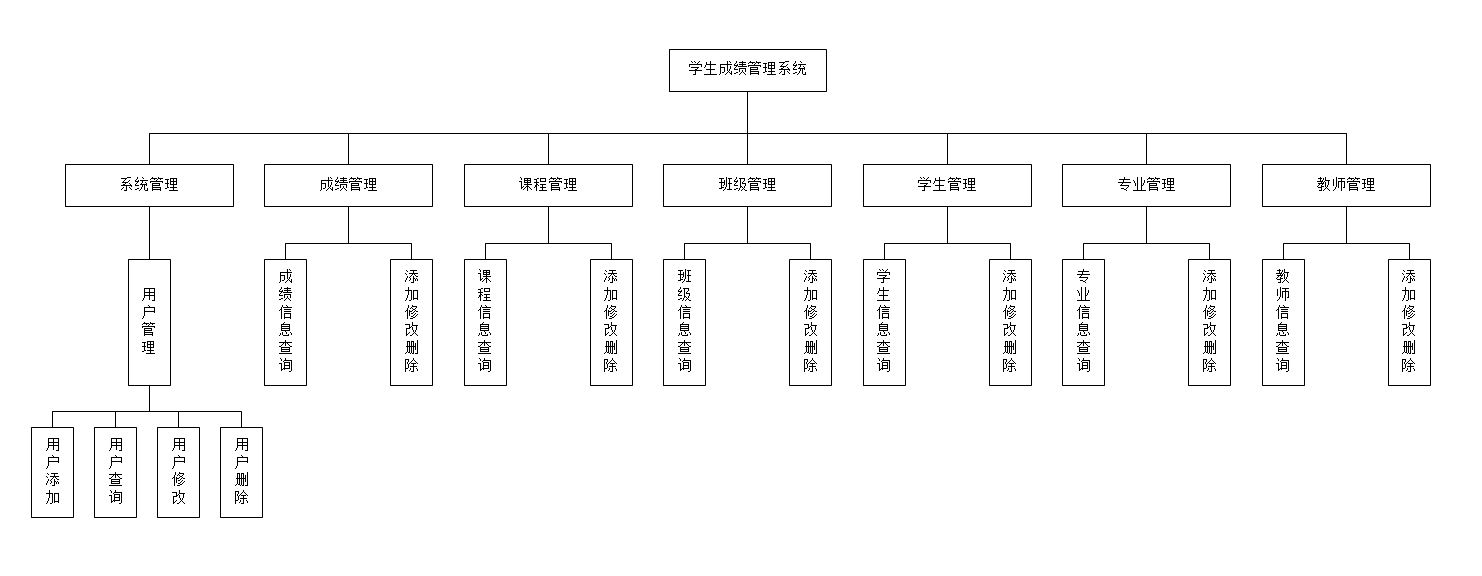 学生成绩管理系统
系统管理
成绩管理
课程管理
班级管理
学生管理
专业管理
教师管理
用户管理
成绩信息查询
添加修改删除
课程信息查询
添加修改删除
班级信息查询
添加修改删除
学生信息查询
添加修改删除
专业信息查询
添加修改删除
教师信息查询
添加修改删除
用户添加
用户查询
用户修改
用户删除